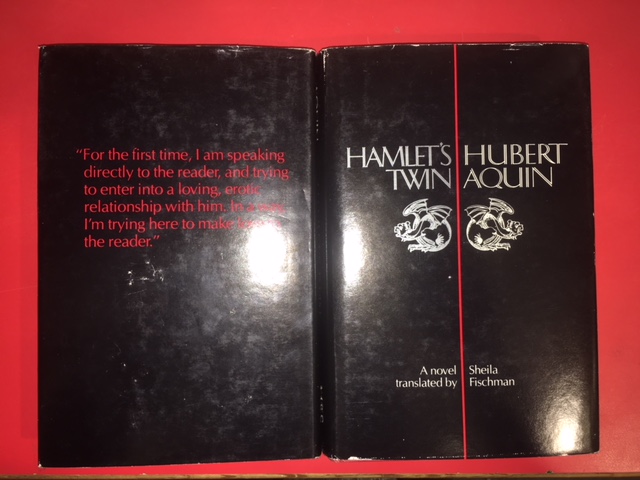 “For the first time, I am speaking
directly to the reader, and trying
to enter into a loving, erotic
relationship with him. In a
I’m trying here to make
the reader.”
HAMLET'S
TWIN
HUBERT
AQUIN
A novel
translated by
Sheila
Fischman